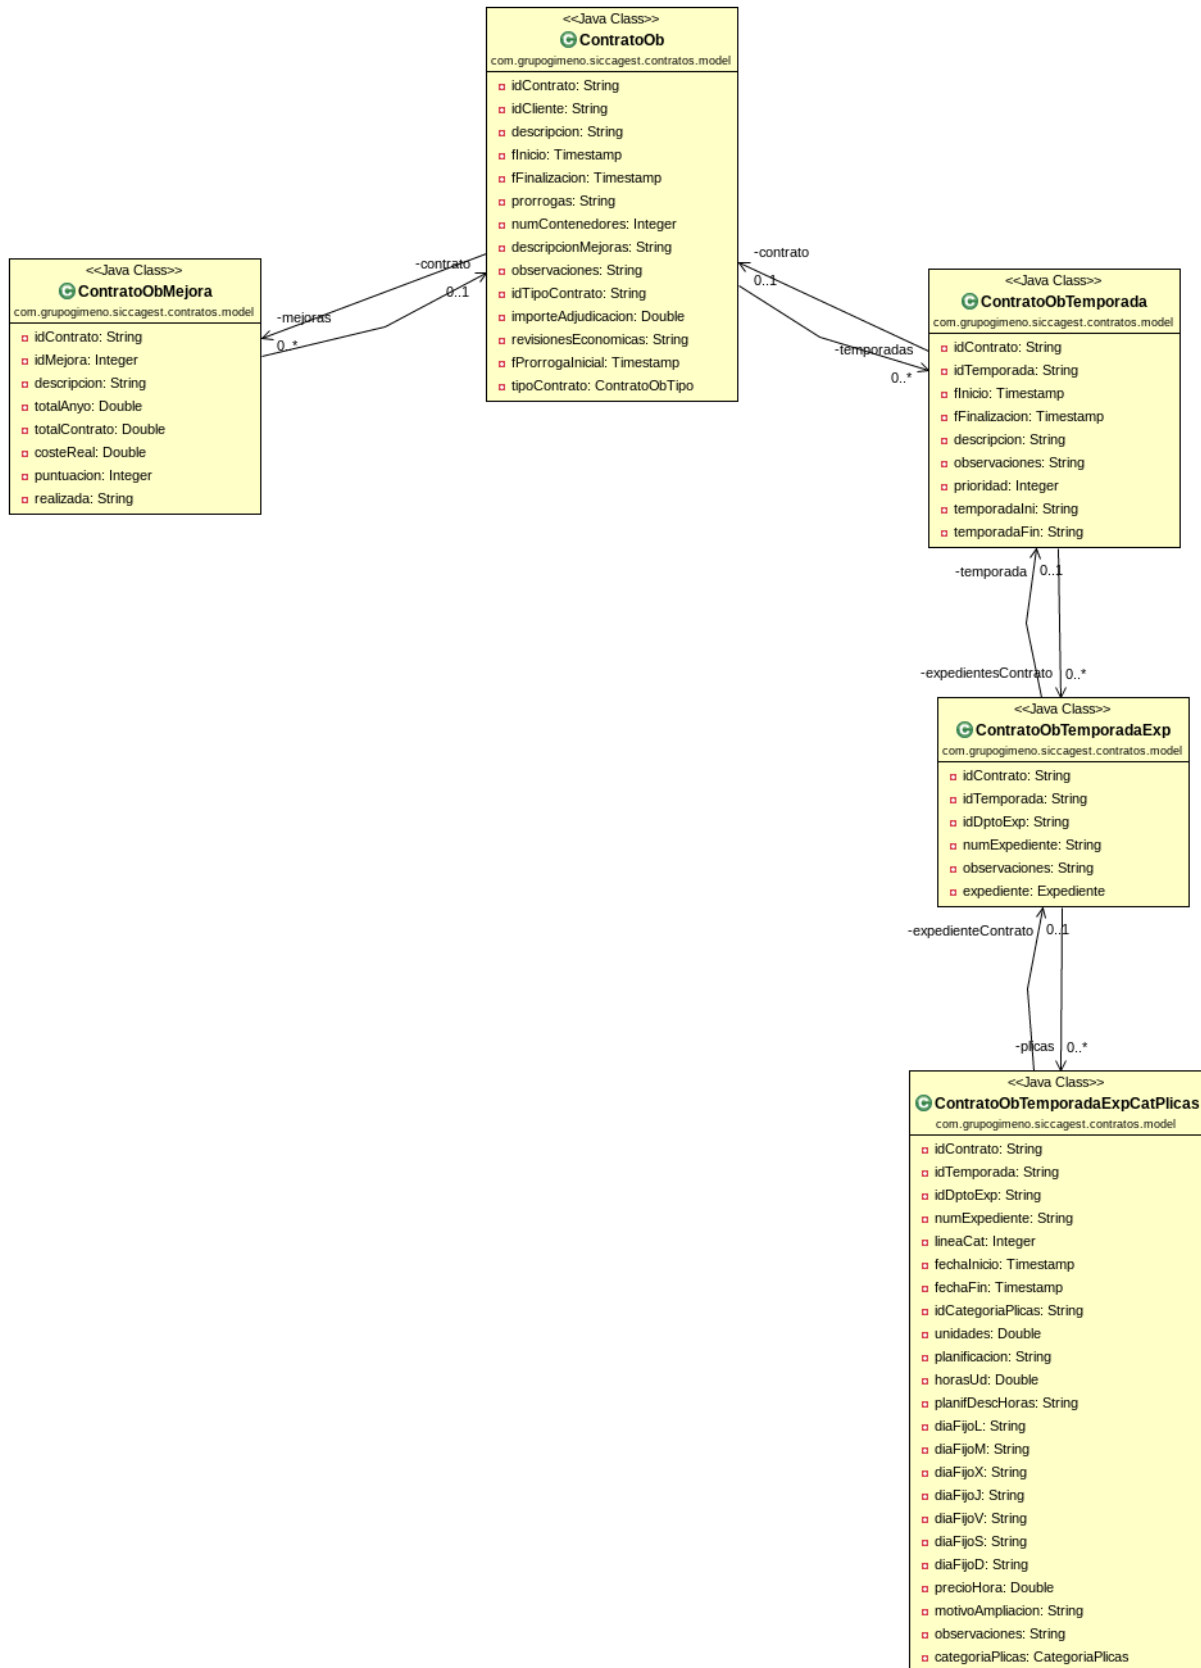 <<Java Class>>
ContratoOb
com.grupogimeno.siccagest.contratos.model
idContrato: String
idCliente: String
descripcion: String
fInicio: Timestamp
fFinalizacion: Timestamp
prorrogas: String
numContenedores: Integer
descripcionMejoras: String
observaciones: String
idTipoContrato: String
importeAdjudicacion: Double
revisionesEconomicas: String
fProrrogaInicial: Timestamp
tipoContrato: ContratoObTipo
-contrato
0..1
-mejoras
0..*
<<Java Class>>
ContratoObMejora
com.grupogimeno.siccagest.contratos.model
idContrato: String
idMejora: Integer
descripcion: String
totalAnyo: Double
totalContrato: Double
costeReal: Double
puntuacion: Integer
realizada: String
-contrato
0..1
-temporadas
0..*
<<Java Class>>
ContratoObTemporada
com.grupogimeno.siccagest.contratos.model
idContrato: String
idTemporada: String
fInicio: Timestamp
fFinalizacion: Timestamp
descripcion: String
observaciones: String
prioridad: Integer
temporadaIni: String
temporadaFin: String
-temporada
0..1
-expedientesContrato
0..*
<<Java Class>>
ContratoObTemporadaExp
com.grupogimeno.siccagest.contratos.model
idContrato: String
idTemporada: String
idDptoExp: String
numExpediente: String
observaciones: String
expediente: Expediente
-expedienteContrato
0..1
-plicas
0..*
<<Java Class>>
ContratoObTemporadaExpCatPlicas
com.grupogimeno.siccagest.contratos.model
idContrato: String
idTemporada: String
idDptoExp: String
numExpediente: String
lineaCat: Integer
fechaInicio: Timestamp
fechaFin: Timestamp
idCategoriaPlicas: String
unidades: Double
planificacion: String
horasUd: Double
planifDescHoras: String
diaFijoL: String
diaFijoM: String
diaFijoX: String
diaFijoJ: String
diaFijoV: String
diaFijoS: String
diaFijoD: String
precioHora: Double
motivoAmpliacion: String
observaciones: String
categoriaPlicas: CategoriaPlicas